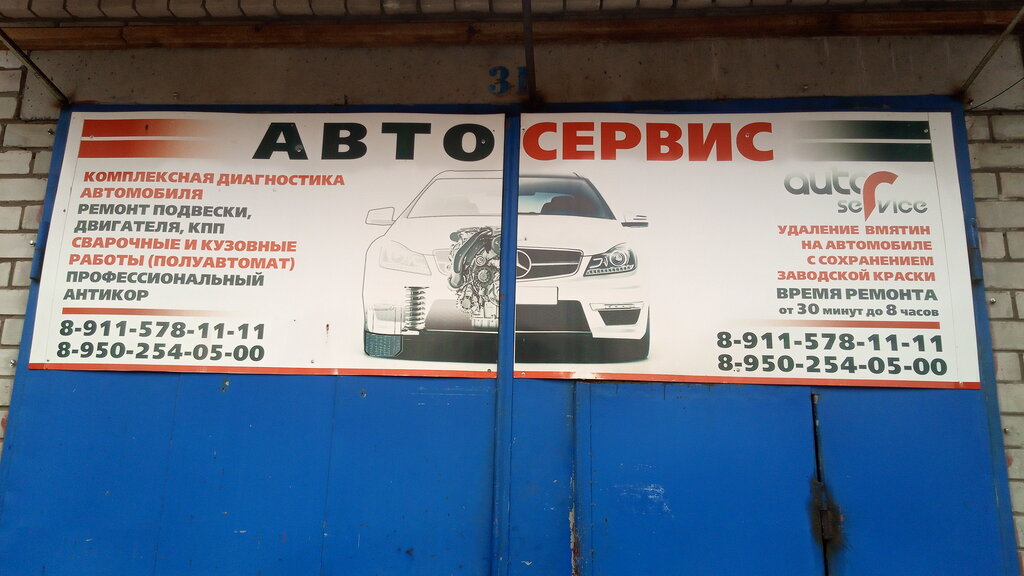 31
АВТО СЕРВИС
КОМПЛЕКСНАЯ ДИАГНОСТИКА
АВТОМОБИЛЯ
РЕМОНТ ПОДВЕСКИ,
ДВИГАТЕЛЯ, КПП
СВАРОЧНЫЕ И КУЗОВНЫЕ
РАБОТЫ (ПОЛУАВТОМАТ)
ПРОФЕССИОНАЛЬНЫЙ
АНТИКОР
8-911-578-11-11
8-950-254-05-00
auto
service
УДАЛЕНИЕ ВМЯТИН
НА АВТОМОБИЛЕ
С СОХРАНЕНИЕМ
ЗАВОДСКОЙ КРАСКИ
ВРЕМЯ РЕМОНТА
от 30 минут до 8 часов
8-911-578-11-11
8-950-254-05-00